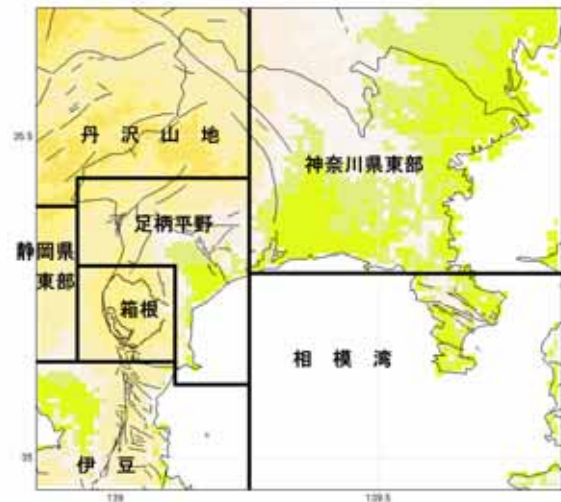 35.5
丹 沢 山 地
神奈川県東部
足柄平野
静岡県
東部
箱根
相 模 湾
35
伊 豆
139
139.5